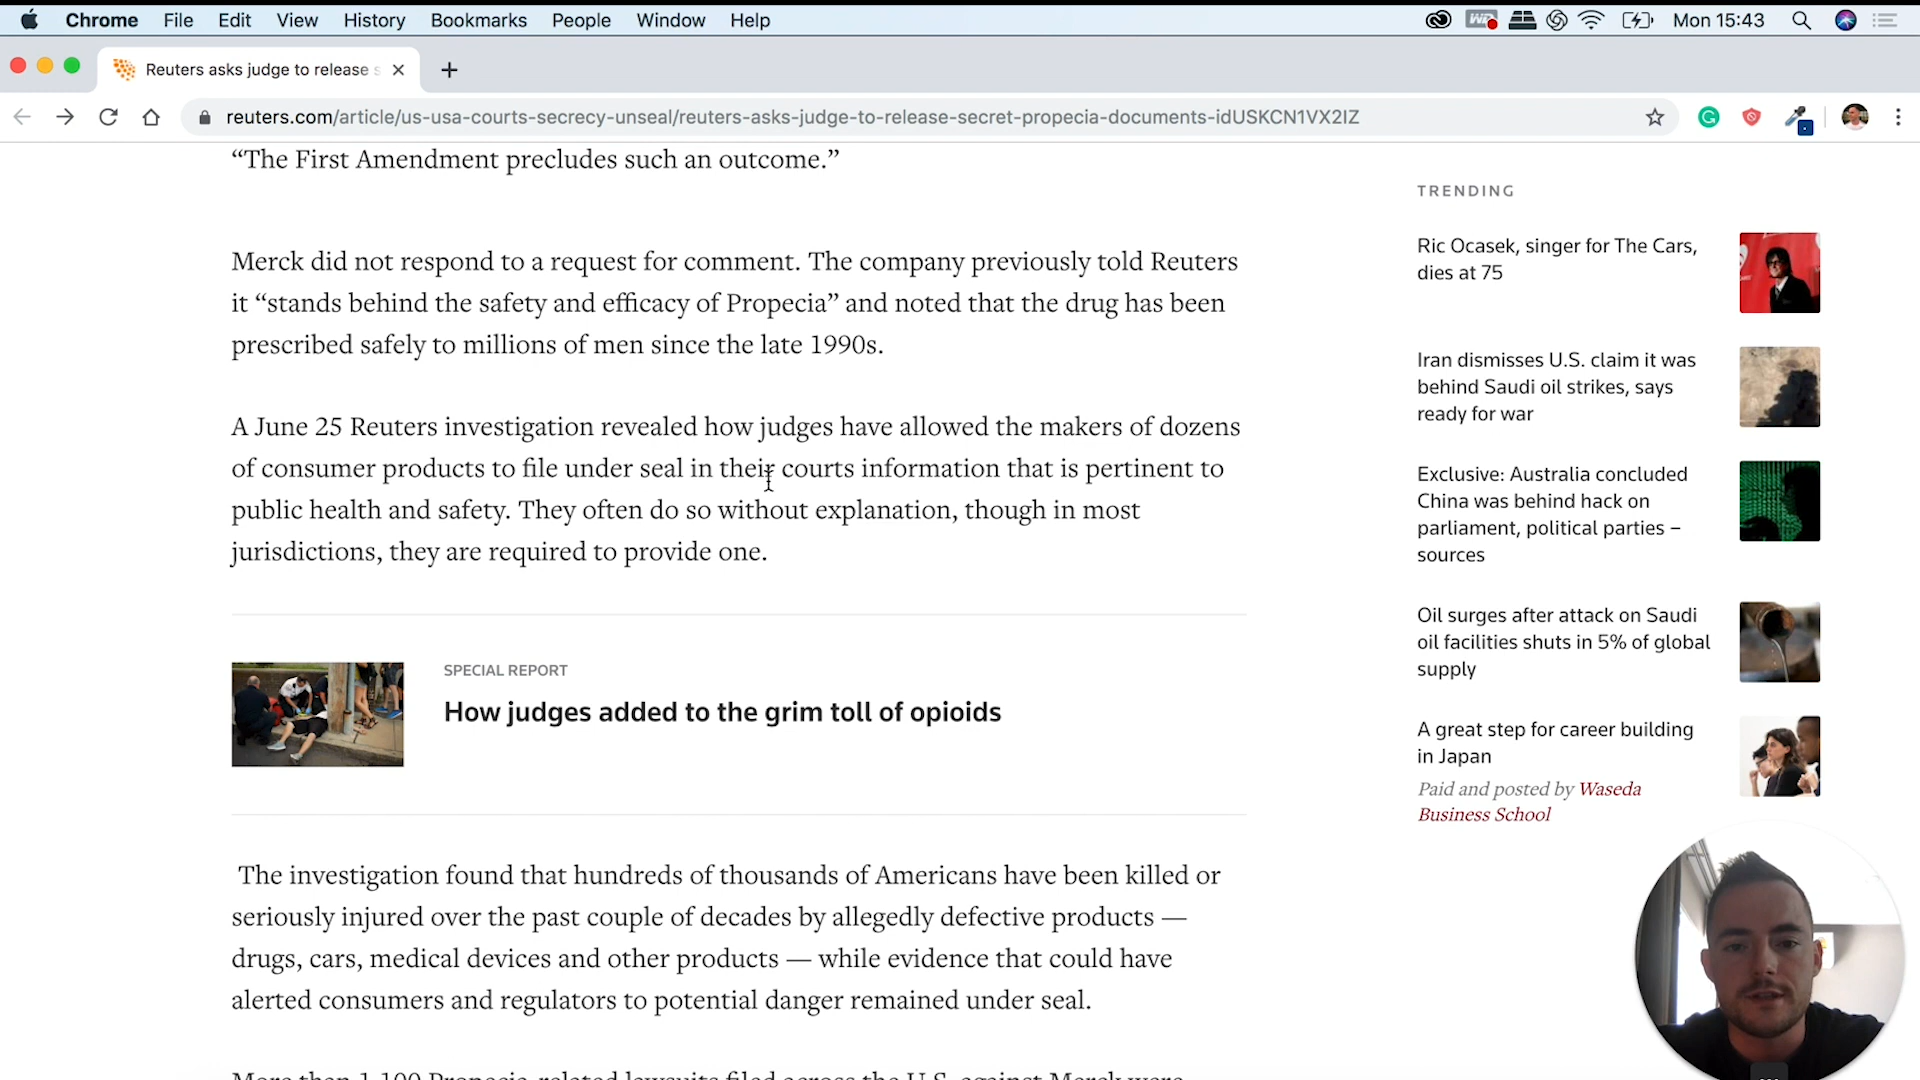 Chrome File Edit View History Bookmarks People Window Help
Mon 15:43
Reuters asks judge to release s
reuters.com/article/us-usa-courts-secrecy-unseal/reuters-asks-judge-to-release-secret-propecia-documents-idUSKCN1VX2IZ
“The First Amendment precludes such an outcome.”
Merck did not respond to a request for comment. The company previously told Reuters
it “stands behind the safety and efficacy of Propecia” and noted that the drug has been
prescribed safely to millions of men since the late 1990s.
A June 25 Reuters investigation revealed how judges have allowed the makers of dozens
of consumer products to file under seal in their courts information that is pertinent to
public health and safety. They often do so without explanation, though in most
jurisdictions, they are required to provide one.
SPECIAL REPORT
How judges added to the grim toll of opioids
The investigation found that hundreds of thousands of Americans have been killed or
seriously injured over the past couple of decades by allegedly defective products —
drugs, cars, medical devices and other products — while evidence that could have
alerted consumers and regulators to potential danger remained under seal.
More than 1,100 Propecia-related lawsuits filed across the U.S. against Merck were
TRENDING
Ric Ocasek, singer for The Cars,
dies at 75
Iran dismisses U.S. claim it was
behind Saudi oil strikes, says
ready for war
Exclusive: Australia concluded
China was behind hack on
parliament, political parties –
sources
Oil surges after attack on Saudi
oil facilities shuts in 5% of global
supply
A great step for career building
in Japan
Paid and posted by Waseda
Business School